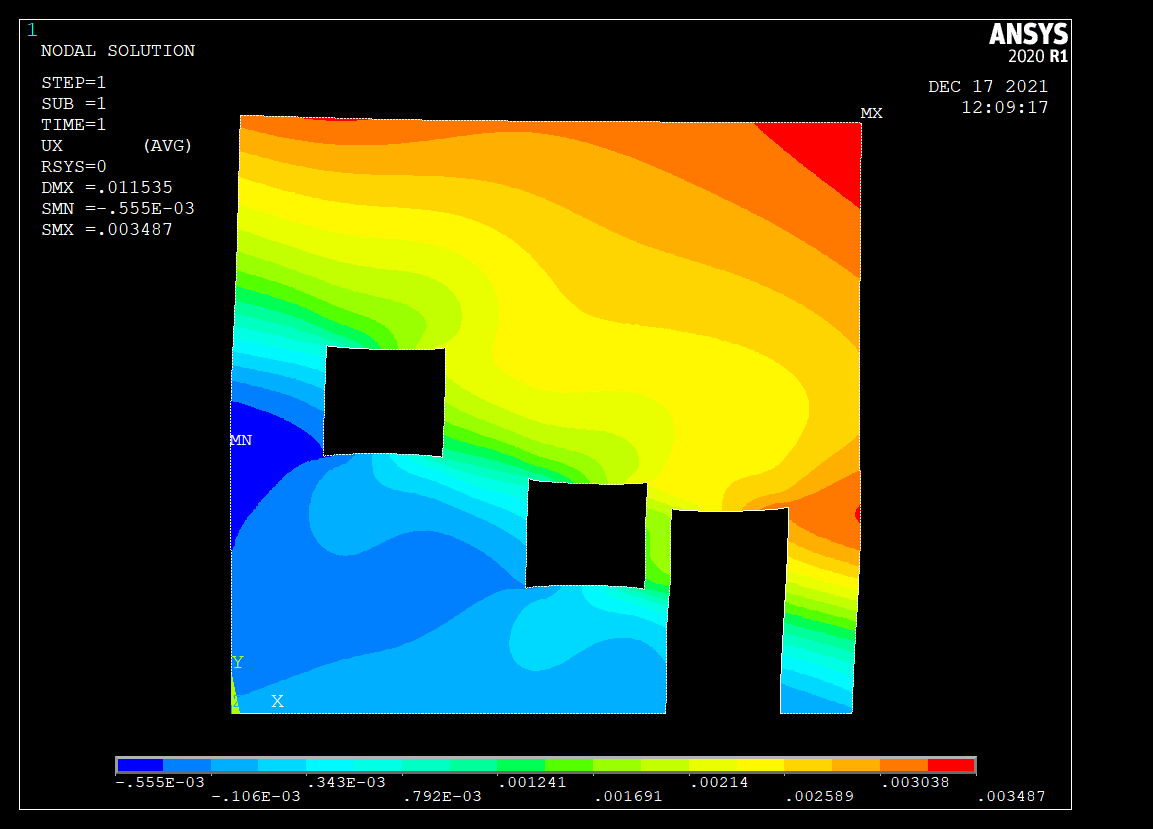 1
ANSYS
2020 R1
NODAL SOLUTION
STEP=1
SUB =1
TIME=1
UX (AVG)
RSYS=0
DMX =.011535
SMN =-.555E-03
SMX =.003487
DEC 17 2021
12:09:17
MX
MN
Y
X
-.555E-03 .343E-03 .001241 .00214 .003038
-.106E-03 .792E-03 .001691 .002589 .003487